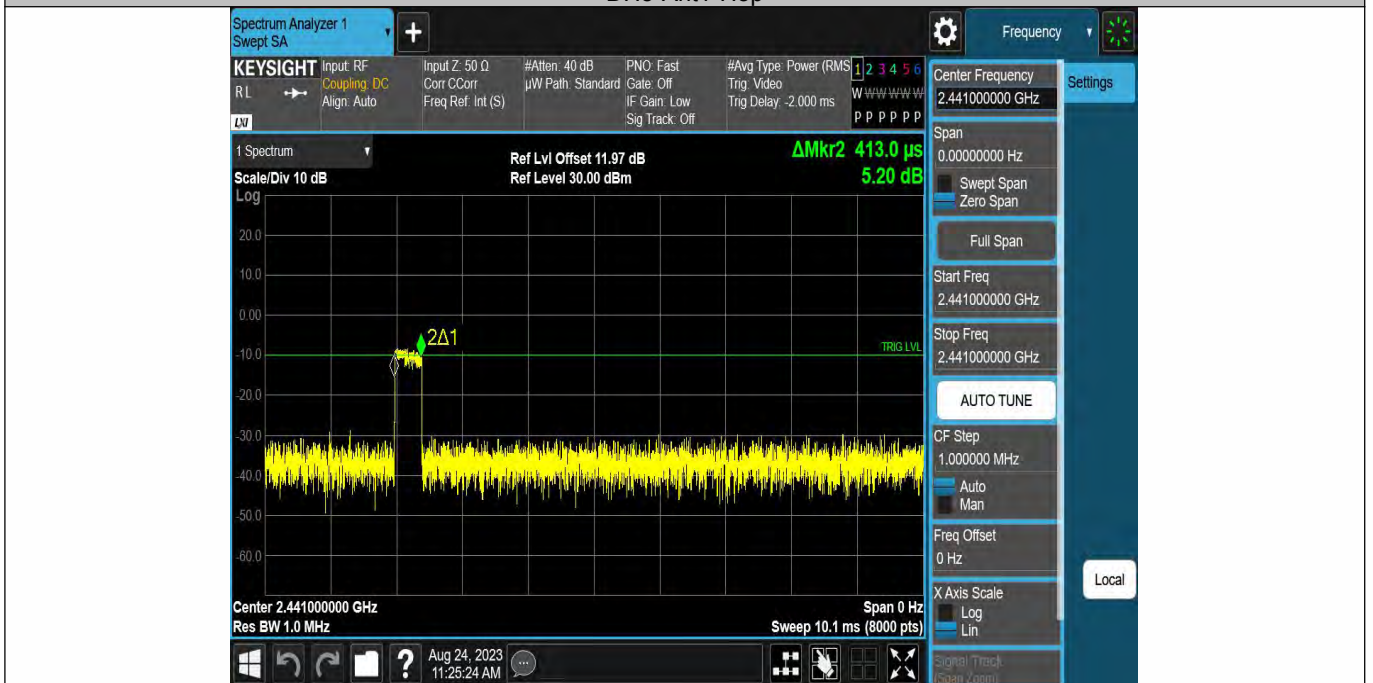 Spectrum Analyzer 1
Swept SA
Frequency
KEYSIGHT
RL
LXI
Input: RF
Coupling: DC
Align: Auto
Input Z: 50 Ω
Corr CCorr
Freq Ref: Int (S)
#Atten: 40 dB
µW Path: Standard
PNO: Fast
Gate: Off
IF Gain: Low
Sig Track: Off
#Avg Type: Power (RMS
Trig: Video
Trig Delay: -2.000 ms
1 2 3 4 5 6
W W W W W W
P P P P P P
Center Frequency
2.441000000 GHz
Settings
Span
0.00000000 Hz
Swept Span
Zero Span
Full Span
Start Freq
2.441000000 GHz
Stop Freq
2.441000000 GHz
AUTO TUNE
CF Step
1.000000 MHz
Auto
Man
Freq Offset
0 Hz
X Axis Scale
Log
Lin
Signal Track
(Span Zoom)
Local
1 Spectrum
Scale/Div 10 dB
Log
Ref Lvl Offset 11.97 dB
Ref Level 30.00 dBm
ΔMkr2 413.0 µs
5.20 dB
20.0
10.0
0.00
-10.0
-20.0
-30.0
-40.0
-50.0
-60.0
2Δ1
TRIG LVL
Center 2.441000000 GHz
Res BW 1.0 MHz
Span 0 Hz
Sweep 10.1 ms (8000 pts)
Aug 24, 2023
11:25:24 AM